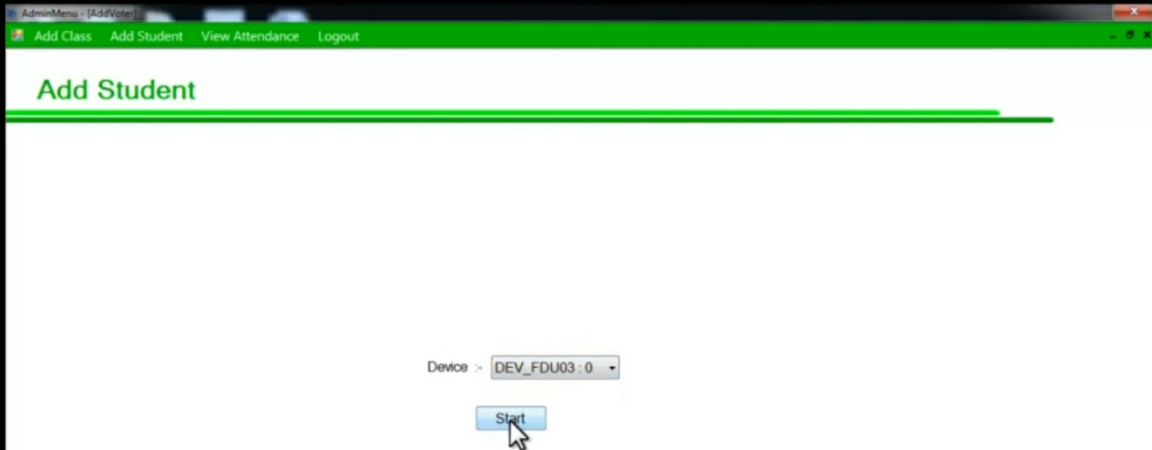 AdminMenu - [AddVoter]
Add Class Add Student View Attendance Logout
Add Student
Device :- DEV_FDU03 : 0
Start